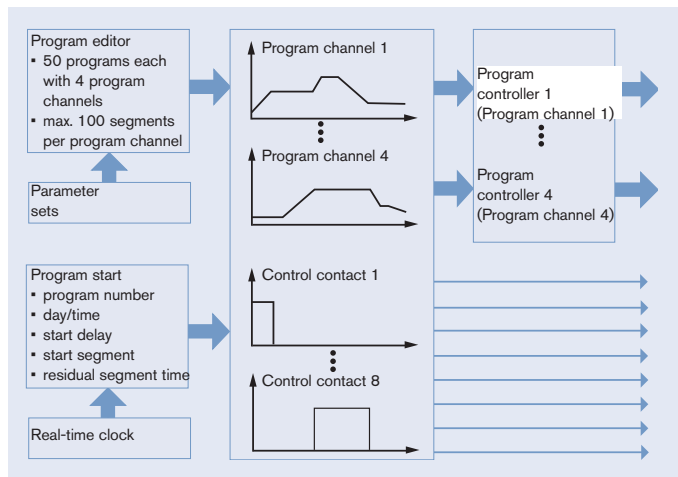 Program editor
▪ 50 programs each
with 4 program
channels
▪ max. 100 segments
per program channel
Parameter
sets
Program start
▪ program number
▪ day/time
▪ start delay
▪ start segment
▪ residual segment time
Real-time clock
Program channel 1
Program channel 4
Control contact 1
Control contact 8
Program
controller 1
(Program channel 1)
Program
controller 4
(Program channel 4)